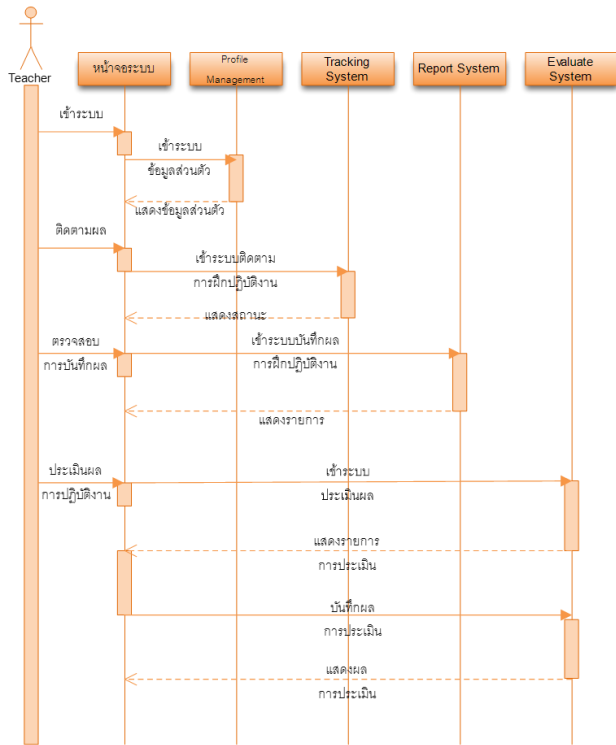 Teacher
หน้าจอระบบ
Profile
Management
Tracking
System
Report System
Evaluate
System
เข้าระบบ
เข้าระบบ
ข้อมูลส่วนตัว
แสดงข้อมูลส่วนตัว
ติดตามผล
เข้าระบบติดตาม
การฝึกปฏิบัติงาน
แสดงสถานะ
ตรวจสอบ
การบันทึกผล
เข้าระบบบันทึกผล
การฝึกปฏิบัติงาน
แสดงรายการ
ประเมินผล
การปฏิบัติงาน
เข้าระบบ
ประเมินผล
แสดงรายการ
การประเมิน
บันทึกผล
การประเมิน
แสดงผล
การประเมิน